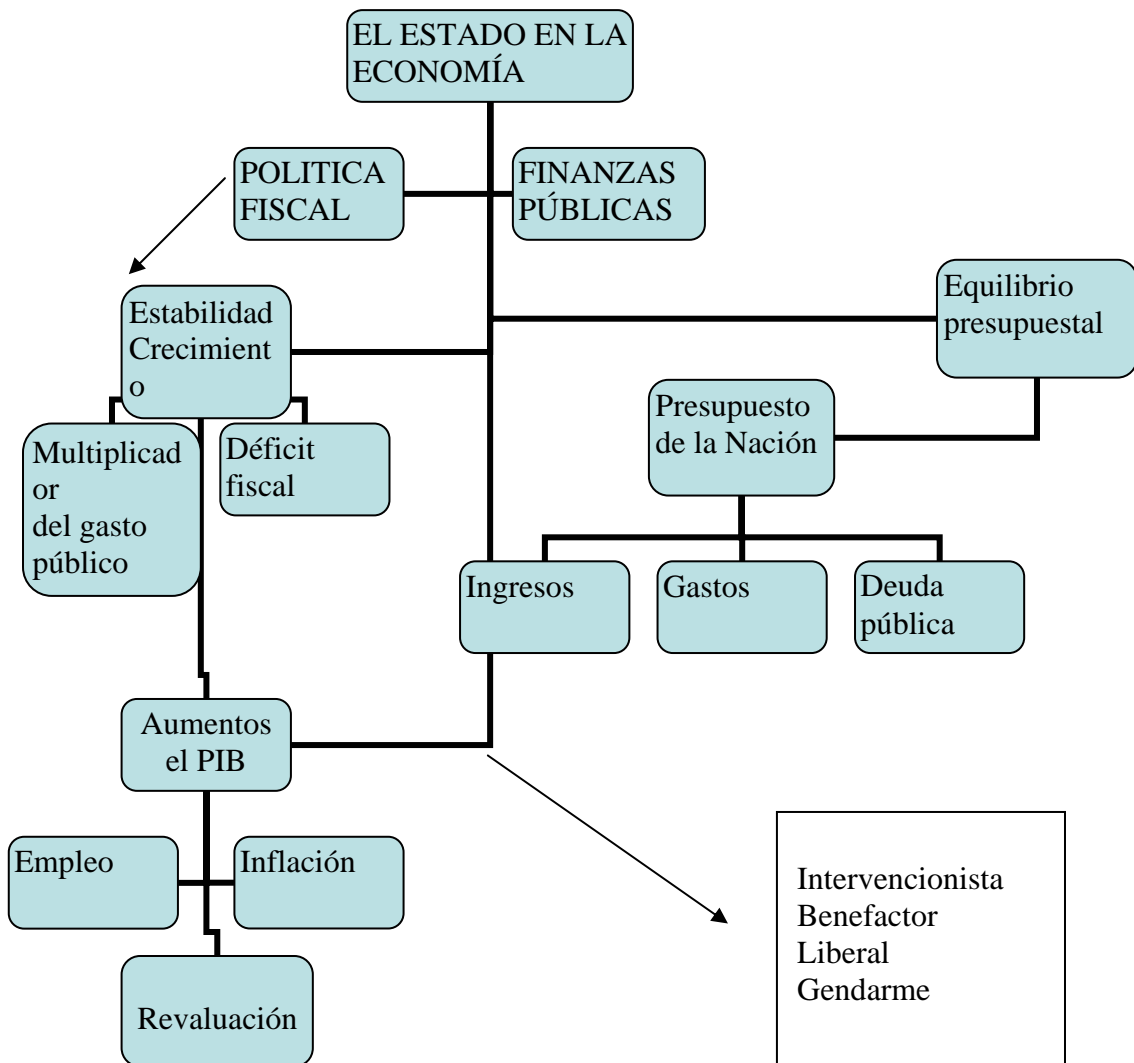 EL ESTADO EN LA
ECONOMÍA
POLITICA
FISCAL
FINANZAS
PÚBLICAS
Estabilidad
Crecimient
o
Equilibrio
presupuestal
Multiplicad
or
del gasto
público
Déficit
fiscal
Presupuesto
de la Nación
Ingresos
Gastos
Deuda
pública
Aumentos
el PIB
Empleo
Inflación
Revaluación
Intervencionista
Benefactor
Liberal
Gendarme